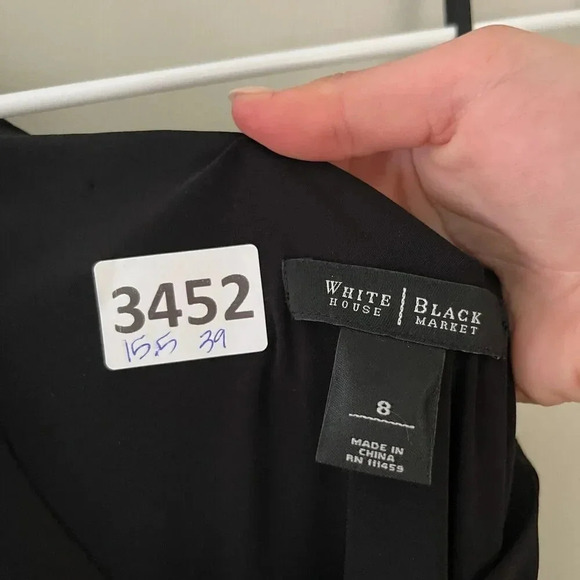 3452
15.5 39
WHITE | BLACK
HOUSE | MARKET
8
MADE IN
CHINA
RN 111459